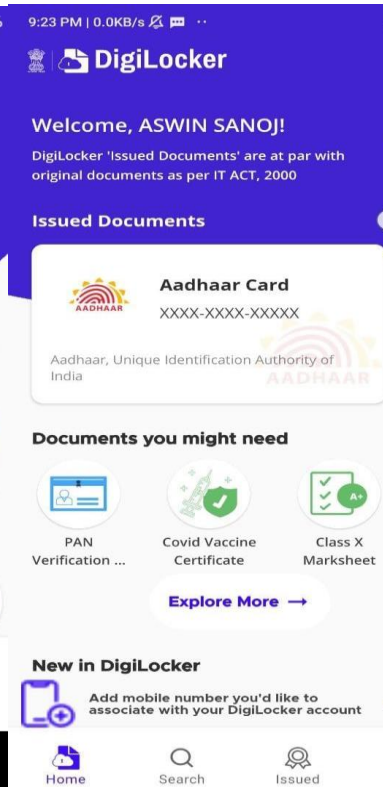 9:23 PM | 0.0KB/s
DigiLocker
Welcome, ASWIN SANOJ!
DigiLocker 'Issued Documents' are at par with
original documents as per IT ACT, 2000
Issued Documents
Aadhaar Card
AADHAAR
XXXX-XXXX-XXXXX
Aadhaar, Unique Identification Authority of
India
AADHAAR
Documents you might need
A+
PAN
Verification ...
Covid Vaccine
Certificate
Class X
Marksheet
Explore More →
New in DigiLocker
Add mobile number you'd like to
associate with your DigiLocker account
Home
Search
Issued